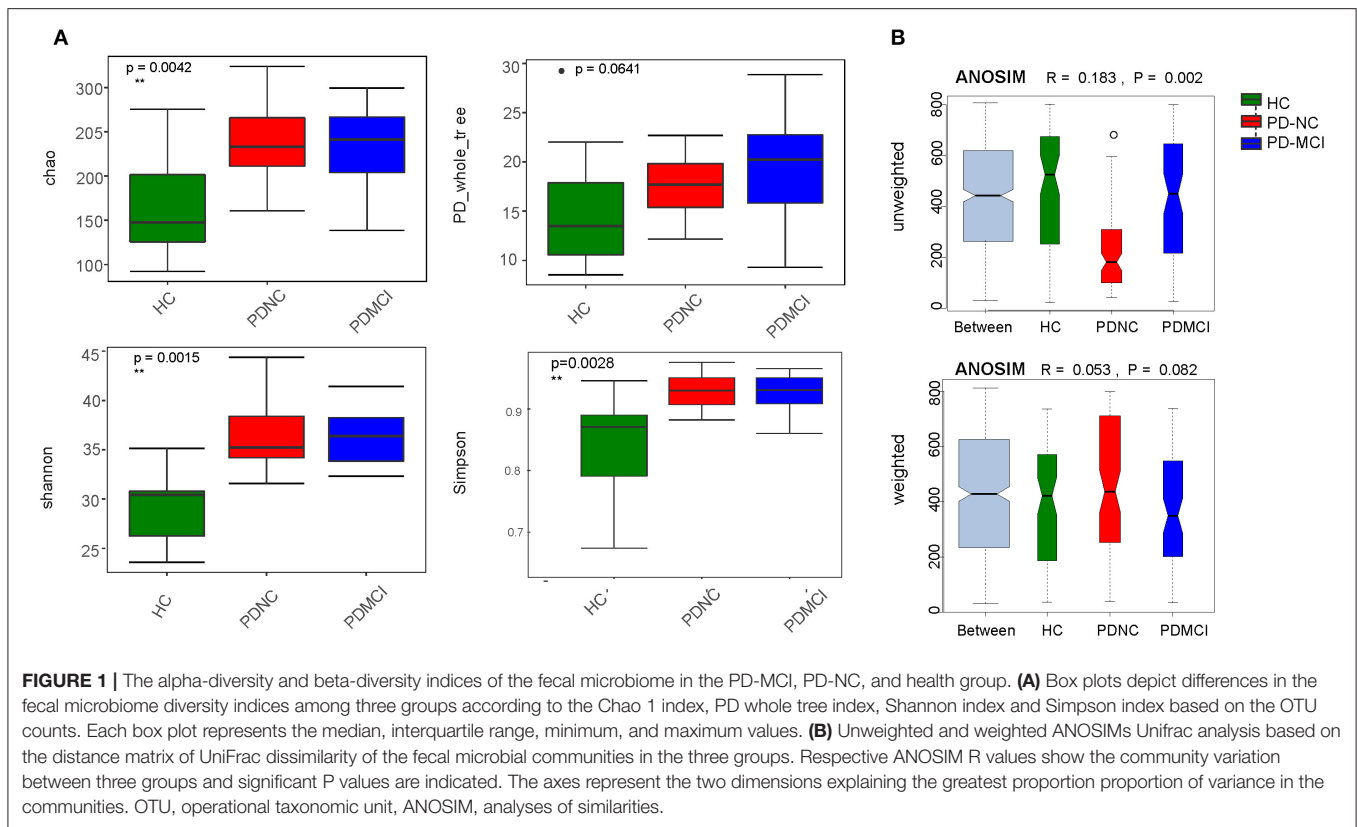 A
p = 0.0042
**
chao
300
250
200
150
100
HC
PDNC
PDMCI
p = 0.0641
PD_whole_tr ee
30
25
20
15
10
HC
PDNC
PDMCI
p = 0.0015
**
shannon
45
40
35
30
25
HC
PDNC
PDMCI
p=0.0028
**
Simpson
0.9
0.8
0.7
HC
PDNC
PDMCI
B
ANOSIM R = 0.183 , P = 0.002
unweighted
800
600
400
200
0
Between HC PDNC PDMCI
HC
PD-NC
PD-MCI
ANOSIM R = 0.053 , P = 0.082
weighted
800
600
400
200
0
Between HC PDNC PDMCI
FIGURE 1 | The alpha-diversity and beta-diversity indices of the fecal microbiome in the PD-MCI, PD-NC, and health group. (A) Box plots depict differences in the
fecal microbiome diversity indices among three groups according to the Chao 1 index, PD whole tree index, Shannon index and Simpson index based on the OTU
counts. Each box plot represents the median, interquartile range, minimum, and maximum values. (B) Unweighted and weighted ANOSIMs Unifrac analysis based on
the distance matrix of UniFrac dissimilarity of the fecal microbial communities in the three groups. Respective ANOSIM R values show the community variation
between three groups and significant P values are indicated. The axes represent the two dimensions explaining the greatest proportion proportion of variance in the
communities. OTU, operational taxonomic unit, ANOSIM, analyses of similarities.